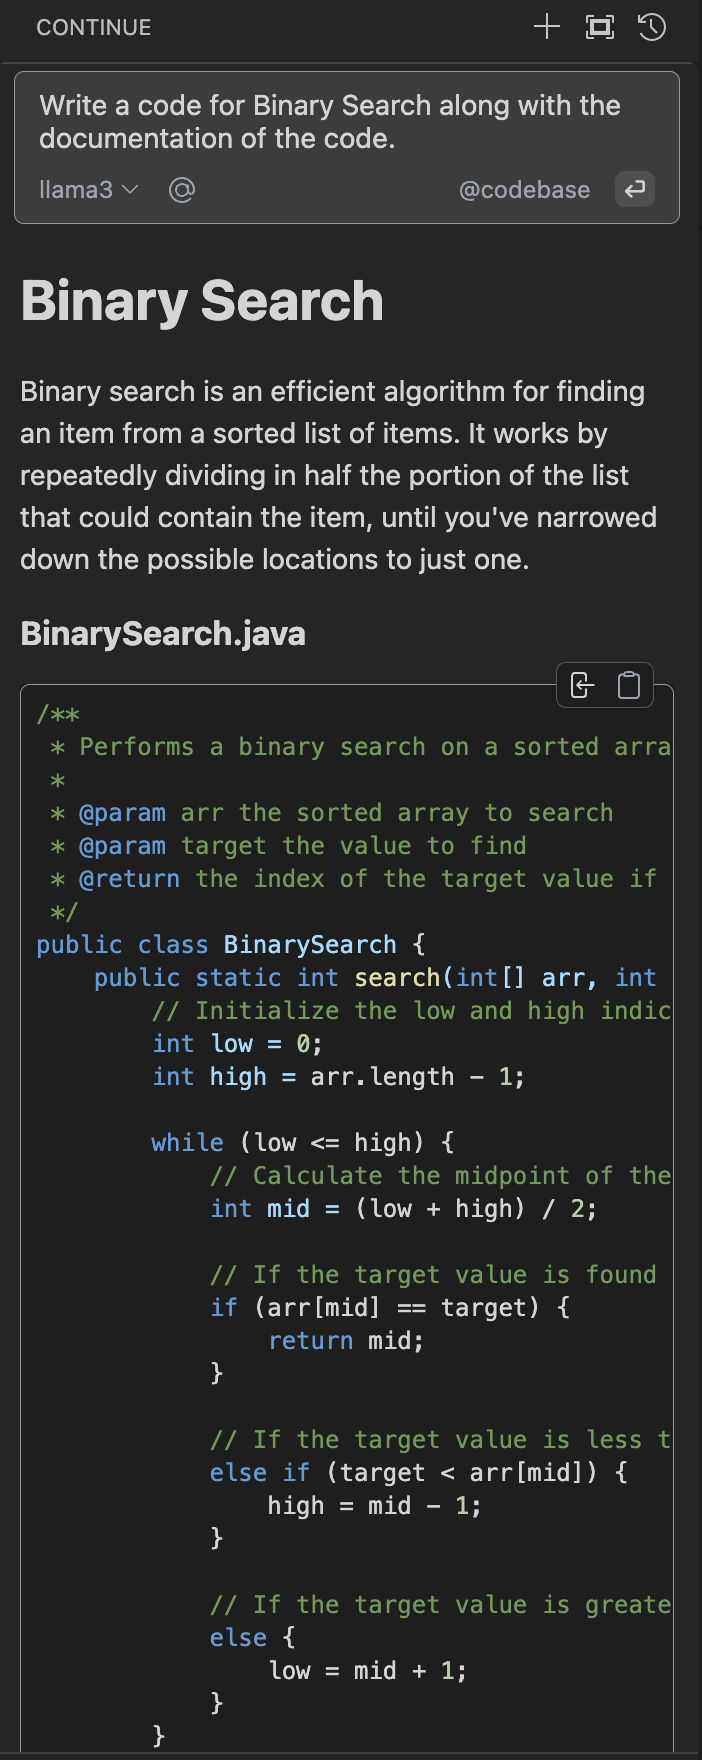 CONTINUE
Write a code for Binary Search along with the
documentation of the code.
llama3 @codebase
Binary Search
Binary search is an efficient algorithm for finding
an item from a sorted list of items. It works by
repeatedly dividing in half the portion of the list
that could contain the item, until you've narrowed
down the possible locations to just one.
BinarySearch.java
/**
 * Performs a binary search on a sorted arra
 *
 * @param arr the sorted array to search
 * @param target the value to find
 * @return the index of the target value if
 */
public class BinarySearch {
    public static int search(int[] arr, int
        // Initialize the low and high indic
        int low = 0;
        int high = arr.length - 1;

        while (low <= high) {
            // Calculate the midpoint of the
            int mid = (low + high) / 2;

            // If the target value is found
            if (arr[mid] == target) {
                return mid;
            }

            // If the target value is less t
            else if (target < arr[mid]) {
                high = mid - 1;
            }

            // If the target value is greate
            else {
                low = mid + 1;
            }
        }